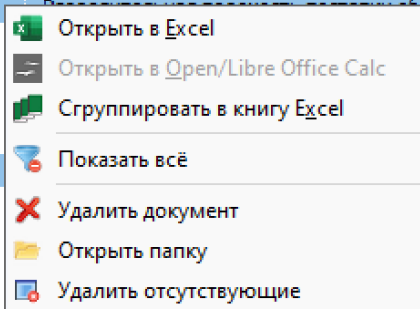 Открыть в Excel
Открыть в Open/Libre Office Calc
Сгруппировать в книгу Excel
Показать всё
Удалить документ
Открыть папку
Удалить отсутствующие